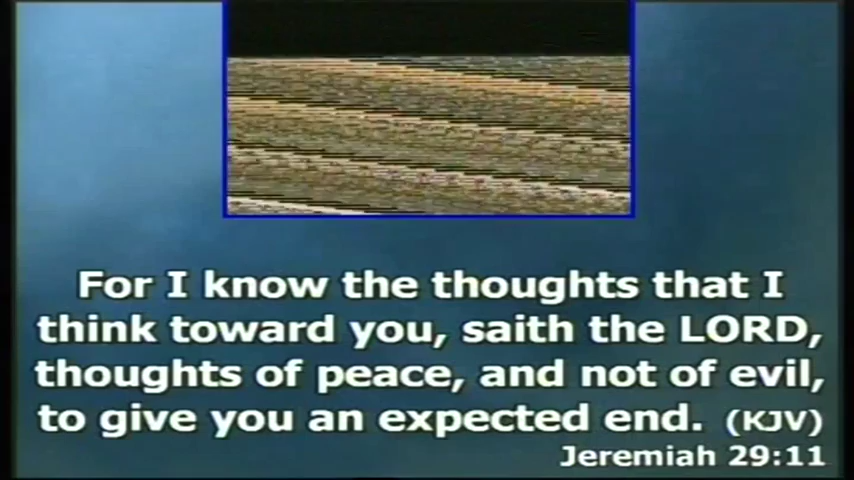 For I know the thoughts that I
think toward you, saith the LORD,
thoughts of peace, and not of evil,
to give you an expected end. (KJV)
Jeremiah 29:11